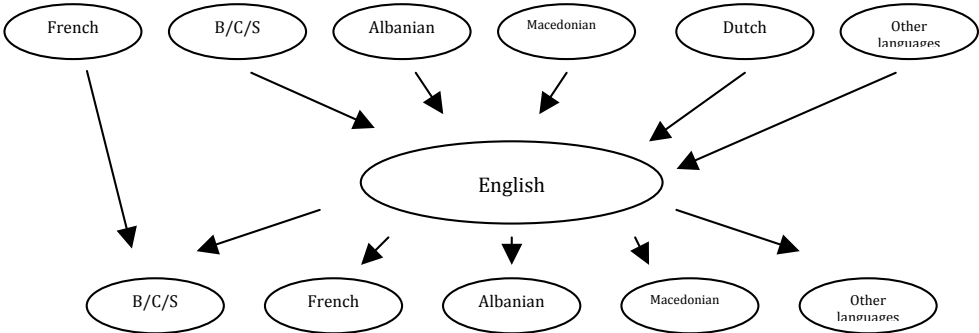 French
B/C/S
Albanian
Macedonian
Dutch
Other
languages
English
B/C/S
French
Albanian
Macedonian
Other
languages